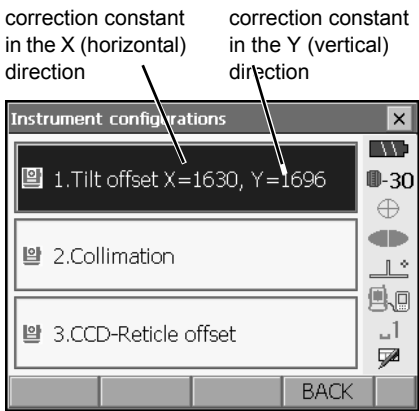 correction constant
in the X (horizontal)
direction
correction constant
in the Y (vertical)
direction
Instrument configurations
1.Tilt offset X=1630, Y=1696
-30
2.Collimation
3.CCD-Reticle offset
1
BACK